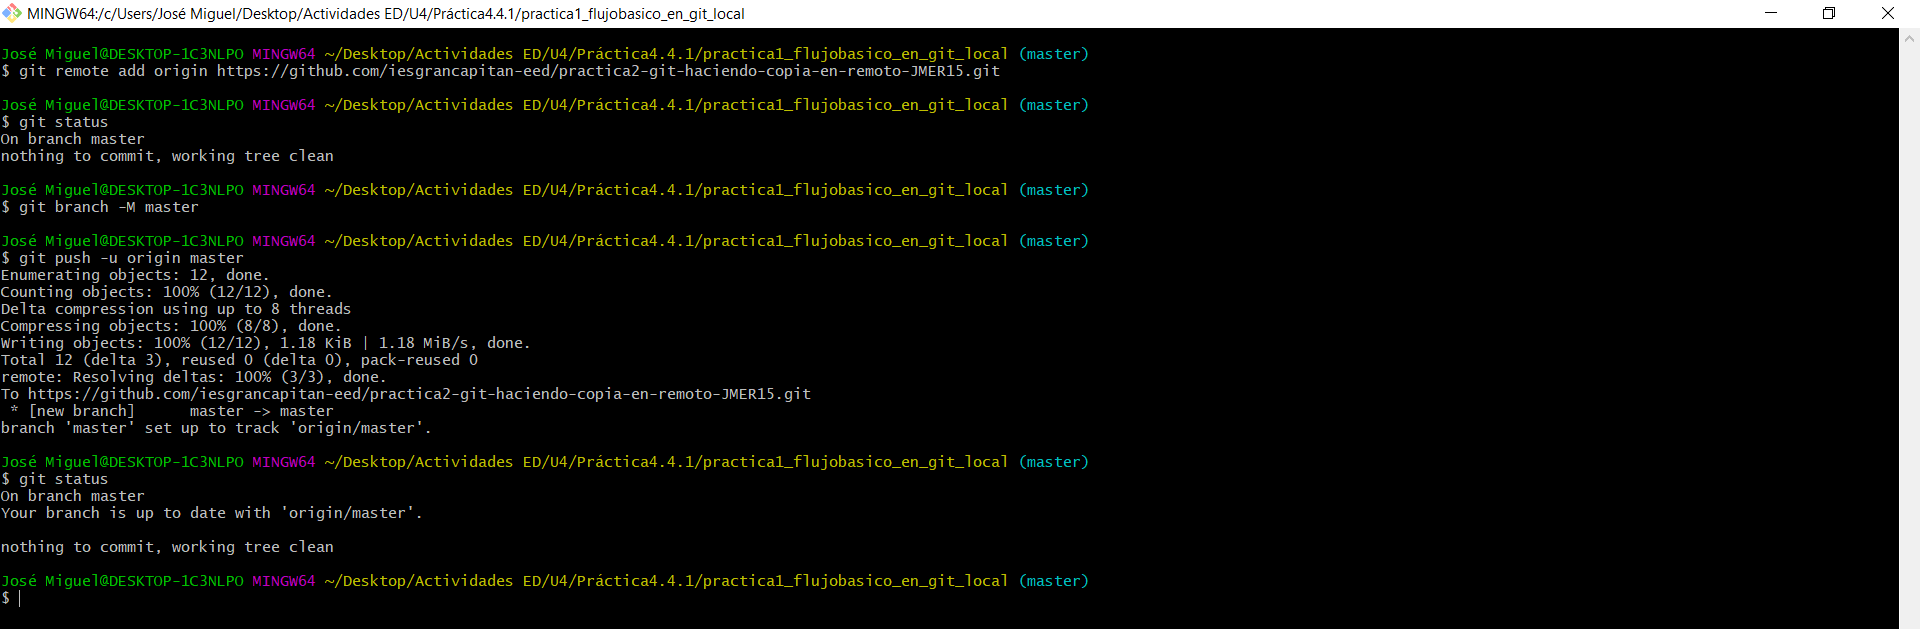 MINGW64:/c/Users/José Miguel/Desktop/Actividades ED/U4/Práctica4.4.1/practica1_flujobasico_en_git_local
José Miguel@DESKTOP-1C3NLPO MINGW64 ~/Desktop/Actividades ED/U4/Práctica4.4.1/practica1_flujobasico_en_git_local (master)
$ git remote add origin https://github.com/iesgrancapitan-eed/practica2-git-haciendo-copia-en-remoto-JMER15.git
José Miguel@DESKTOP-1C3NLPO MINGW64 ~/Desktop/Actividades ED/U4/Práctica4.4.1/practica1_flujobasico_en_git_local (master)
$ git status
On branch master
nothing to commit, working tree clean
José Miguel@DESKTOP-1C3NLPO MINGW64 ~/Desktop/Actividades ED/U4/Práctica4.4.1/practica1_flujobasico_en_git_local (master)
$ git branch -M master
José Miguel@DESKTOP-1C3NLPO MINGW64 ~/Desktop/Actividades ED/U4/Práctica4.4.1/practica1_flujobasico_en_git_local (master)
$ git push -u origin master
Enumerating objects: 12, done.
Counting objects: 100% (12/12), done.
Delta compression using up to 8 threads
Compressing objects: 100% (8/8), done.
Writing objects: 100% (12/12), 1.18 KiB | 1.18 MiB/s, done.
Total 12 (delta 3), reused 0 (delta 0), pack-reused 0
remote: Resolving deltas: 100% (3/3), done.
To https://github.com/iesgrancapitan-eed/practica2-git-haciendo-copia-en-remoto-JMER15.git
 * [new branch]      master -> master
branch 'master' set up to track 'origin/master'.
José Miguel@DESKTOP-1C3NLPO MINGW64 ~/Desktop/Actividades ED/U4/Práctica4.4.1/practica1_flujobasico_en_git_local (master)
$ git status
On branch master
Your branch is up to date with 'origin/master'.
nothing to commit, working tree clean
José Miguel@DESKTOP-1C3NLPO MINGW64 ~/Desktop/Actividades ED/U4/Práctica4.4.1/practica1_flujobasico_en_git_local (master)
$